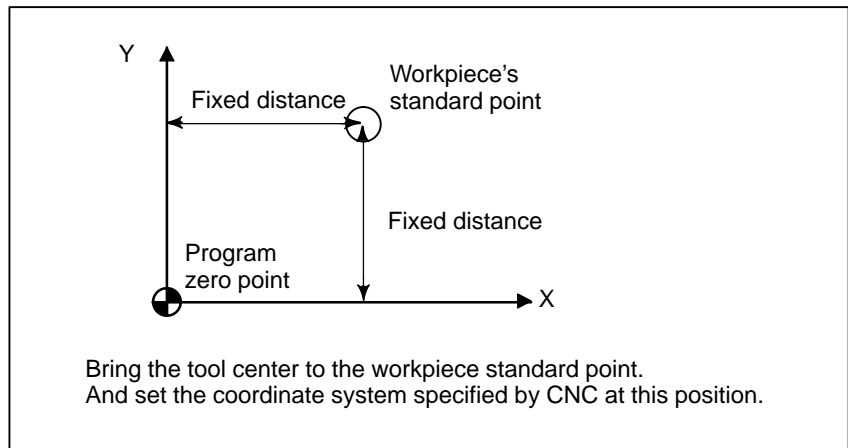 Y
Workpiece's
standard point
Fixed distance
Fixed distance
Program
zero point
X
Bring the tool center to the workpiece standard point.
And set the coordinate system specified by CNC at this position.